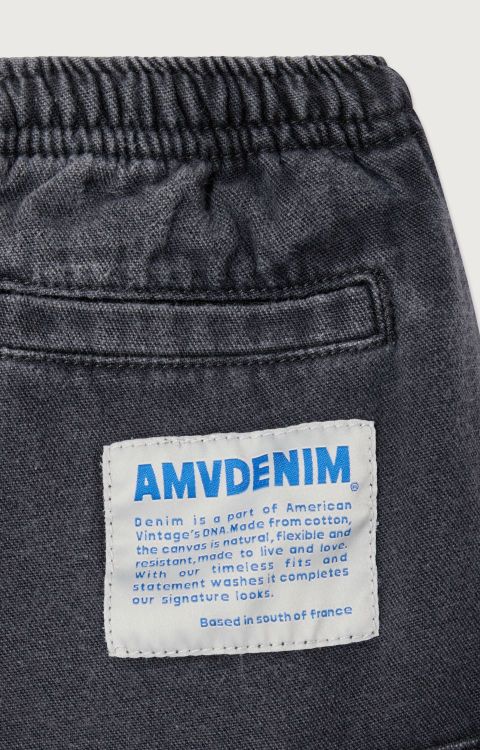 AMVDENIM®
Denim is a part of American
Vintage's DNA. Made from cotton,
the canvas is natural, flexible and
resistant, made to live and love.
With our timeless fits and
statement washes it completes
our signature looks.
Based in south of france